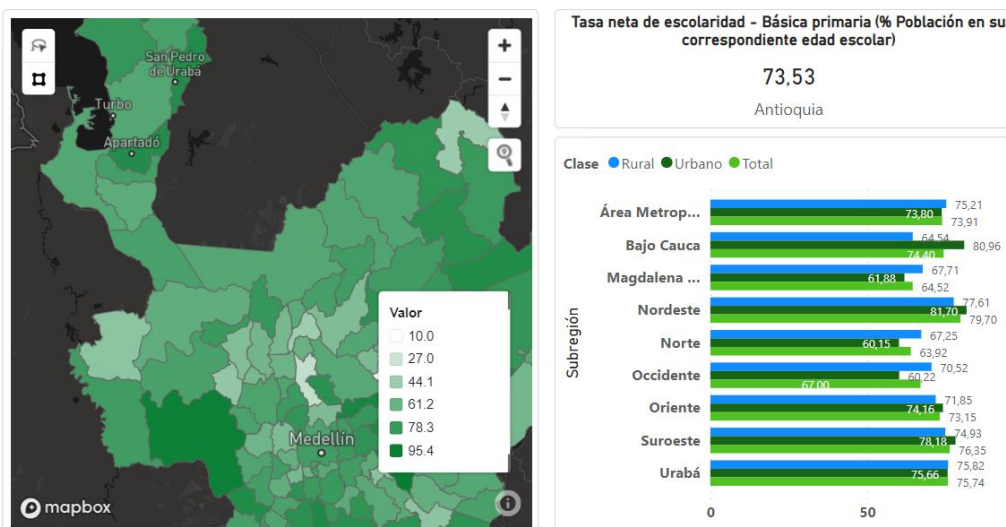 San Pedro
de Urabá
Turbo
Apartadó
Medellín
Valor
10.0
27.0
44.1
61.2
78.3
95.4
mapbox
Tasa neta de escolaridad - Básica primaria (% Población en su
correspondiente edad escolar)
73,53
Antioquia
Clase Rural Urbano Total
Subregión
Área Metrop... 75,21
73,80
73,91
Bajo Cauca 64,54
80,96
74,40
Magdalena ... 67,71
61,88
64,52
Nordeste 77,61
81,70
79,70
Norte 67,25
60,15
63,92
Occidente 70,52
60,22
67,00
Oriente 71,85
74,16
73,15
Suroeste 74,93
78,18
76,35
Urabá 75,82
75,66
75,74
0 50